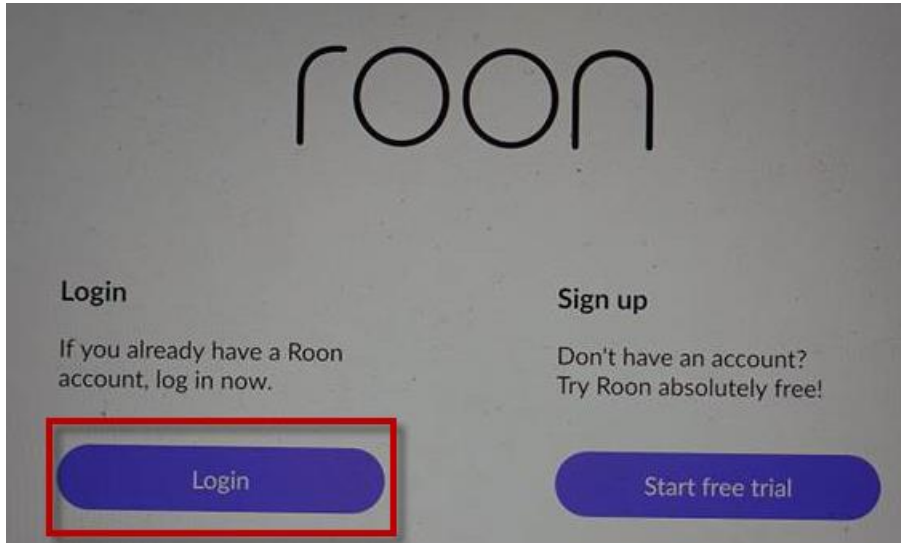 roon
Login
If you already have a Roon
account, log in now.
Login
Sign up
Don't have an account?
Try Roon absolutely free!
Start free trial